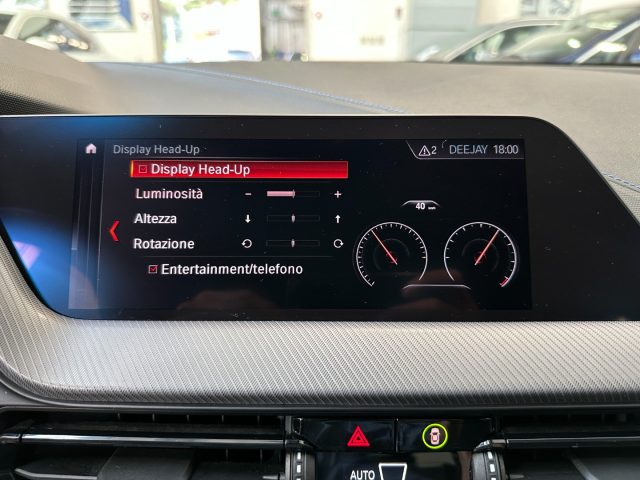 Display Head-Up
2 DEEJAY 18:00
Display Head-Up
Luminosità - +
Altezza
Rotazione
Entertainment/telefono
40
AUTO